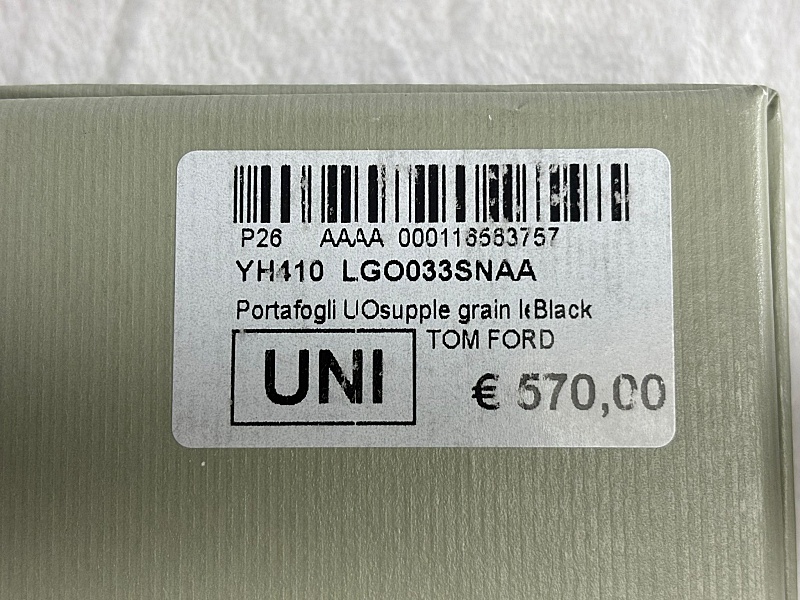 P26 AAAA 000116583757
YH410 LGO033SNAA
Portafogli UOsupple grain leBlack
TOM FORD
UNI
€ 570,00